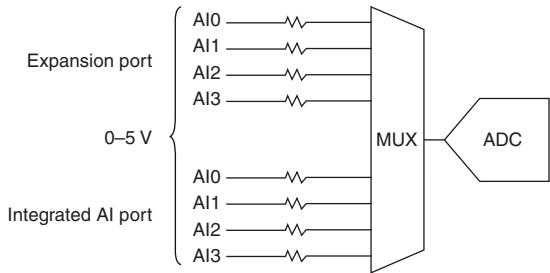 AI0
AI1
Expansion port
AI2
AI3
0–5 V
MUX
ADC
AI0
AI1
Integrated AI port
AI2
AI3